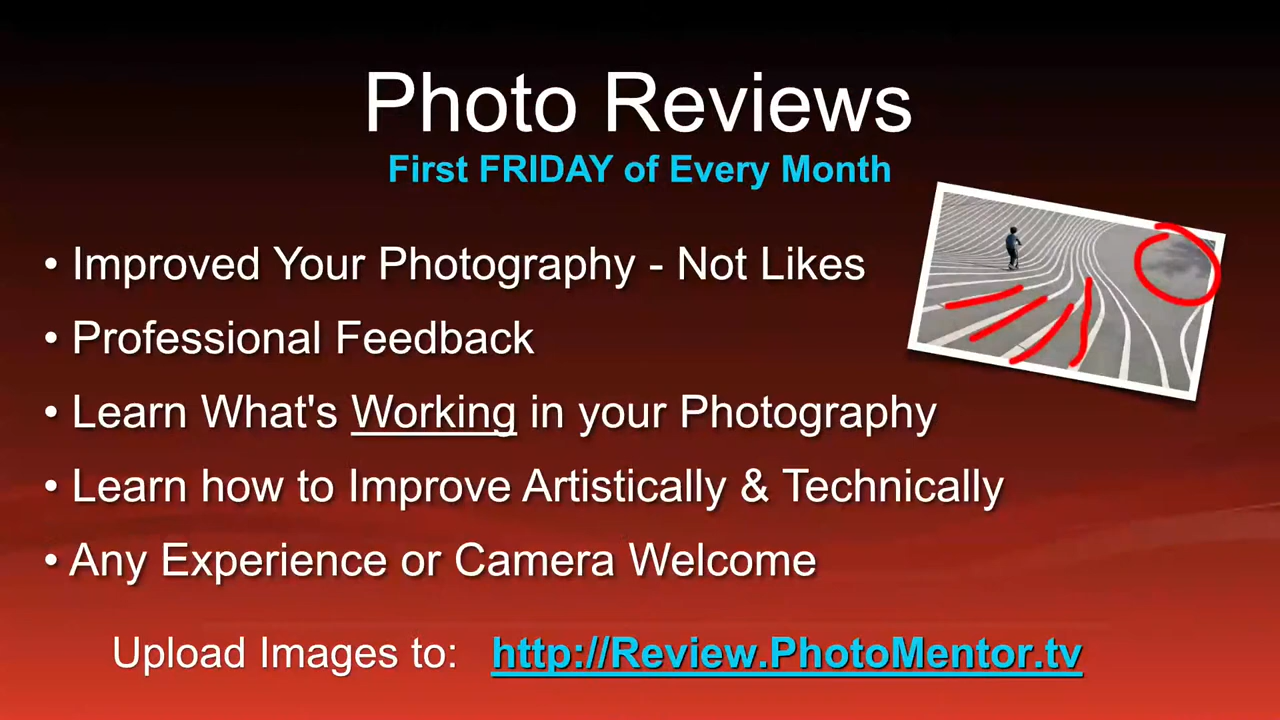 Photo Reviews
First FRIDAY of Every Month
• Improved Your Photography - Not Likes
• Professional Feedback
• Learn What's Working in your Photography
• Learn how to Improve Artistically & Technically
• Any Experience or Camera Welcome
Upload Images to: http://Review.PhotoMentor.tv